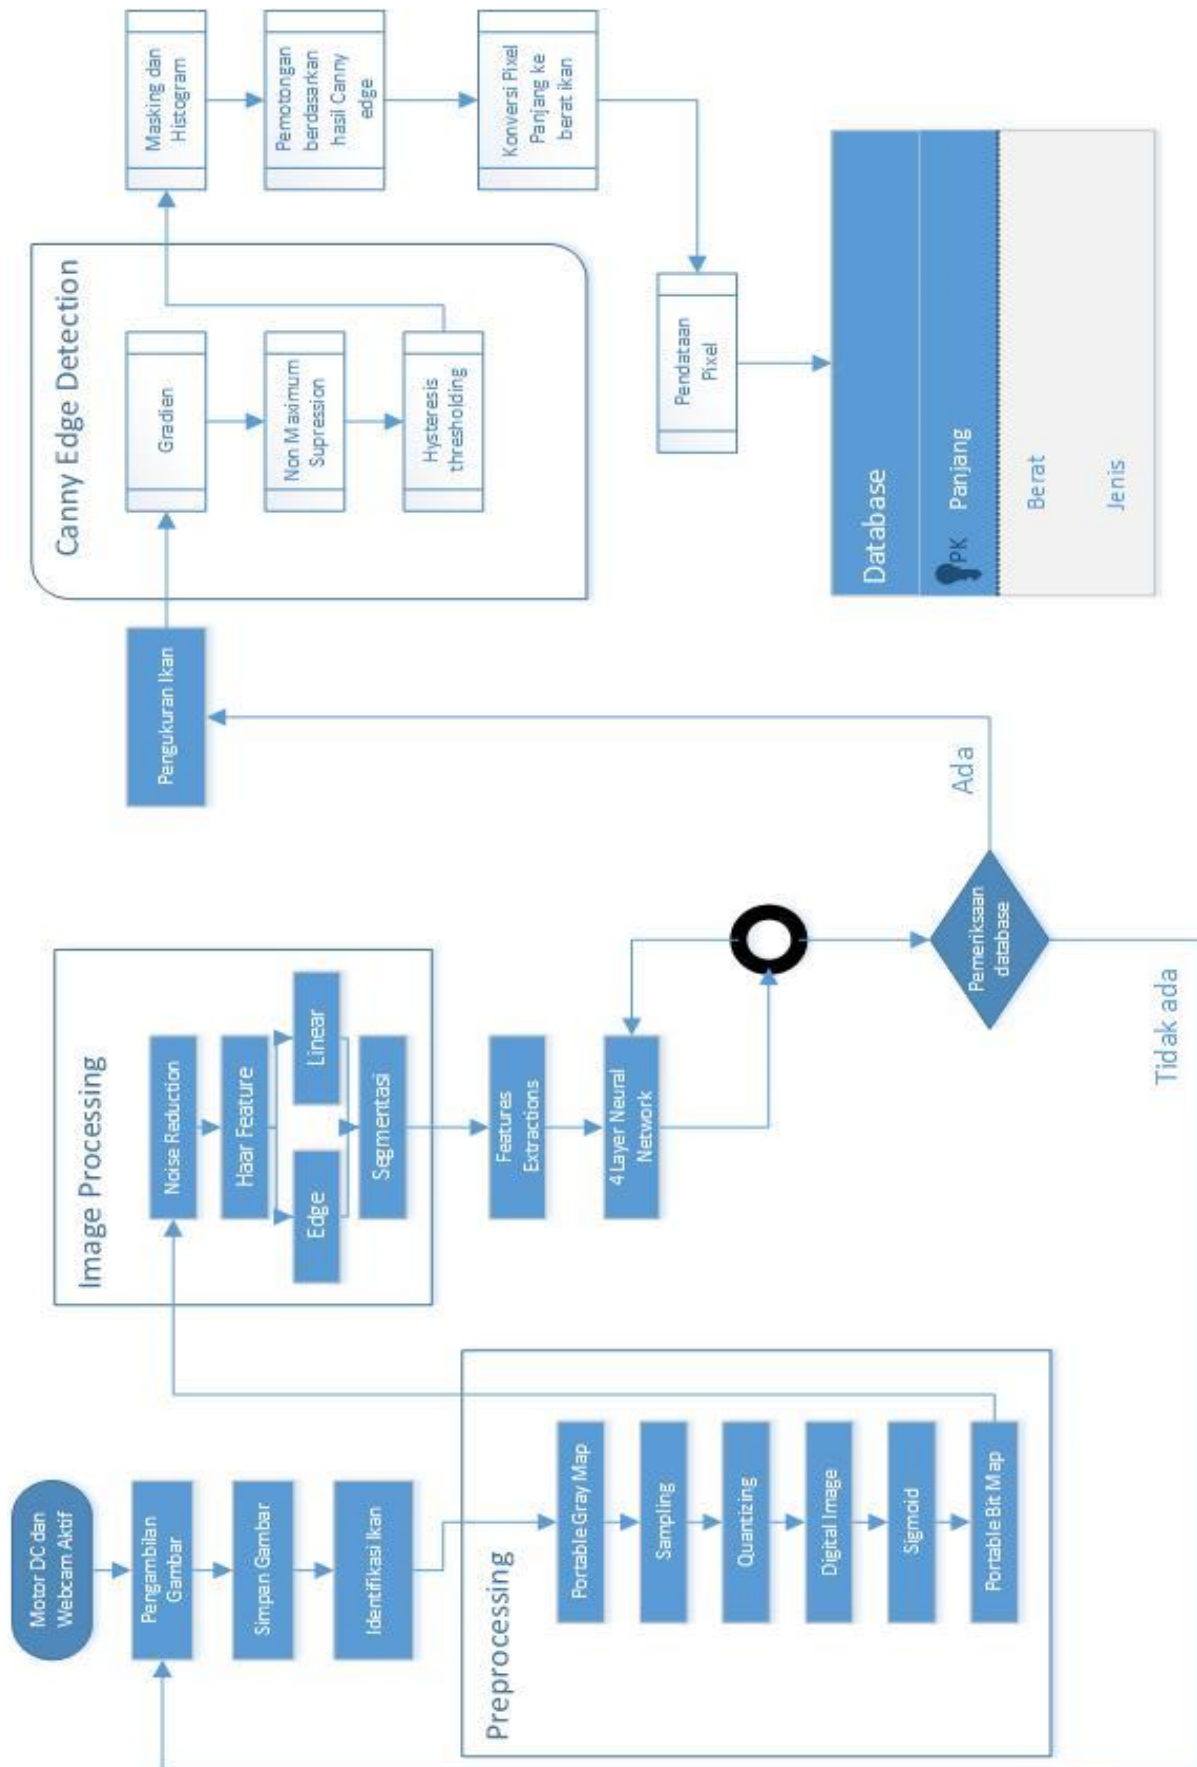 Motor DC dan
Webcam Aktif
Pengambilan
Gambar
Simpan Gambar
Identifikasi Ikan
Preprocessing
Portable Gray Map
Sampling
Quantizing
Digital Image
Sigmoid
Portable Bit Map
Image Processing
Noise Reduction
Haar Feature
Edge
Linear
Segmentasi
Features
Extractions
4 Layer Neural
Network
Pemeriksaan
database
Ada
Tidak ada
Pengukuran Ikan
Canny Edge Detection
Gradien
Non Maximum
Supression
Hysteresis
thresholding
Masking dan
Histogram
Pemotongan
berdasarkan
hasil Canny
edge
Konversi Pixel
Panjang ke
berat ikan
Pendataan
Pixel
Database
PK Panjang
Berat
Jenis